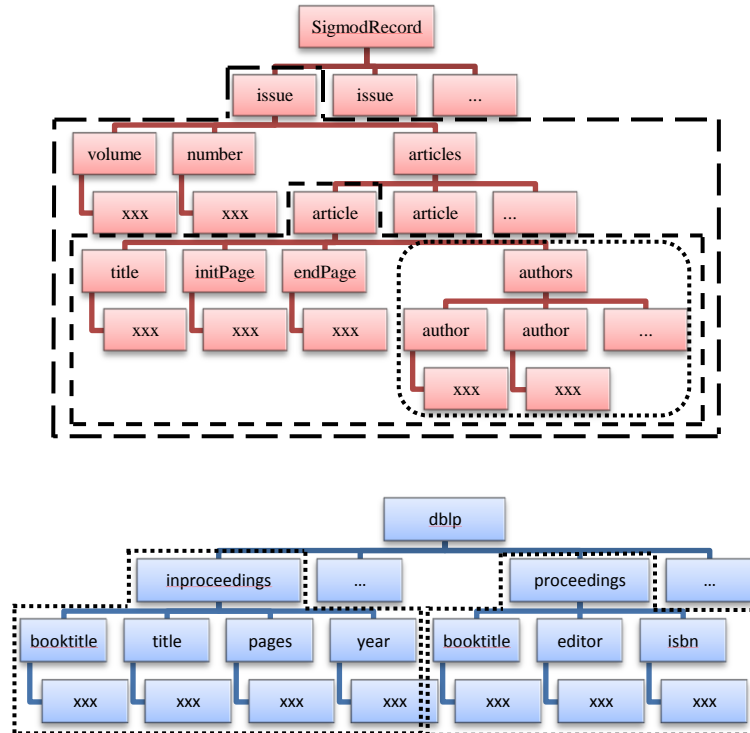 SigmodRecord
issue issue ...
volume number articles
xxx xxx article article ...
title initPage endPage authors
xxx xxx xxx author author ...
xxx xxx
dblp
inproceedings ... proceedings ...
booktitle title pages year booktitle editor isbn
xxx xxx xxx xxx xxx xxx xxx